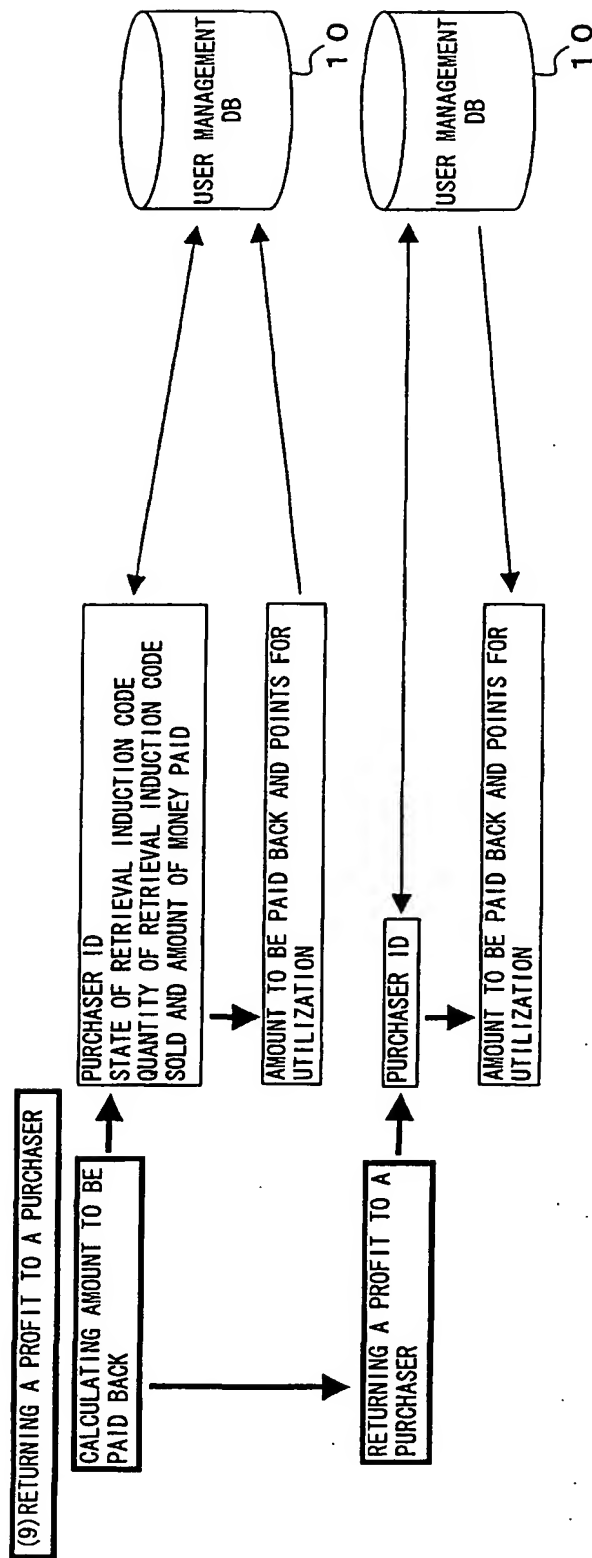 (9)RETURNING A PROFIT TO A PURCHASER
CALCULATING AMOUNT TO BE
PAID BACK
PURCHASER ID
STATE OF RETRIEVAL INDUCTION CODE
QUANTITY OF RETRIEVAL INDUCTION CODE
SOLD AND AMOUNT OF MONEY PAID
AMOUNT TO BE PAID BACK AND POINTS FOR
UTILIZATION
USER MANAGEMENT
DB
10
RETURNING A PROFIT TO A
PURCHASER
PURCHASER ID
AMOUNT TO BE PAID BACK AND POINTS FOR
UTILIZATION
USER MANAGEMENT
DB
10